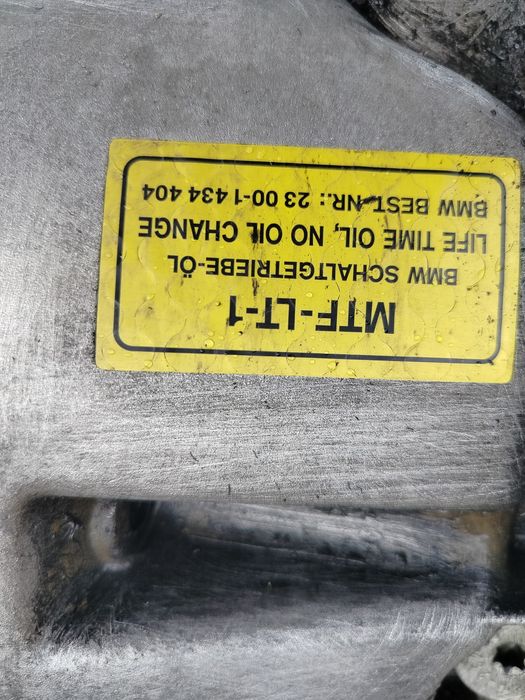 MTF-LT-1
BMW SCHALTGETRIEBE-ÖL
LIFE TIME OIL, NO OIL CHANGE
BMW BEST.-NR.: 23 00-1 434 404